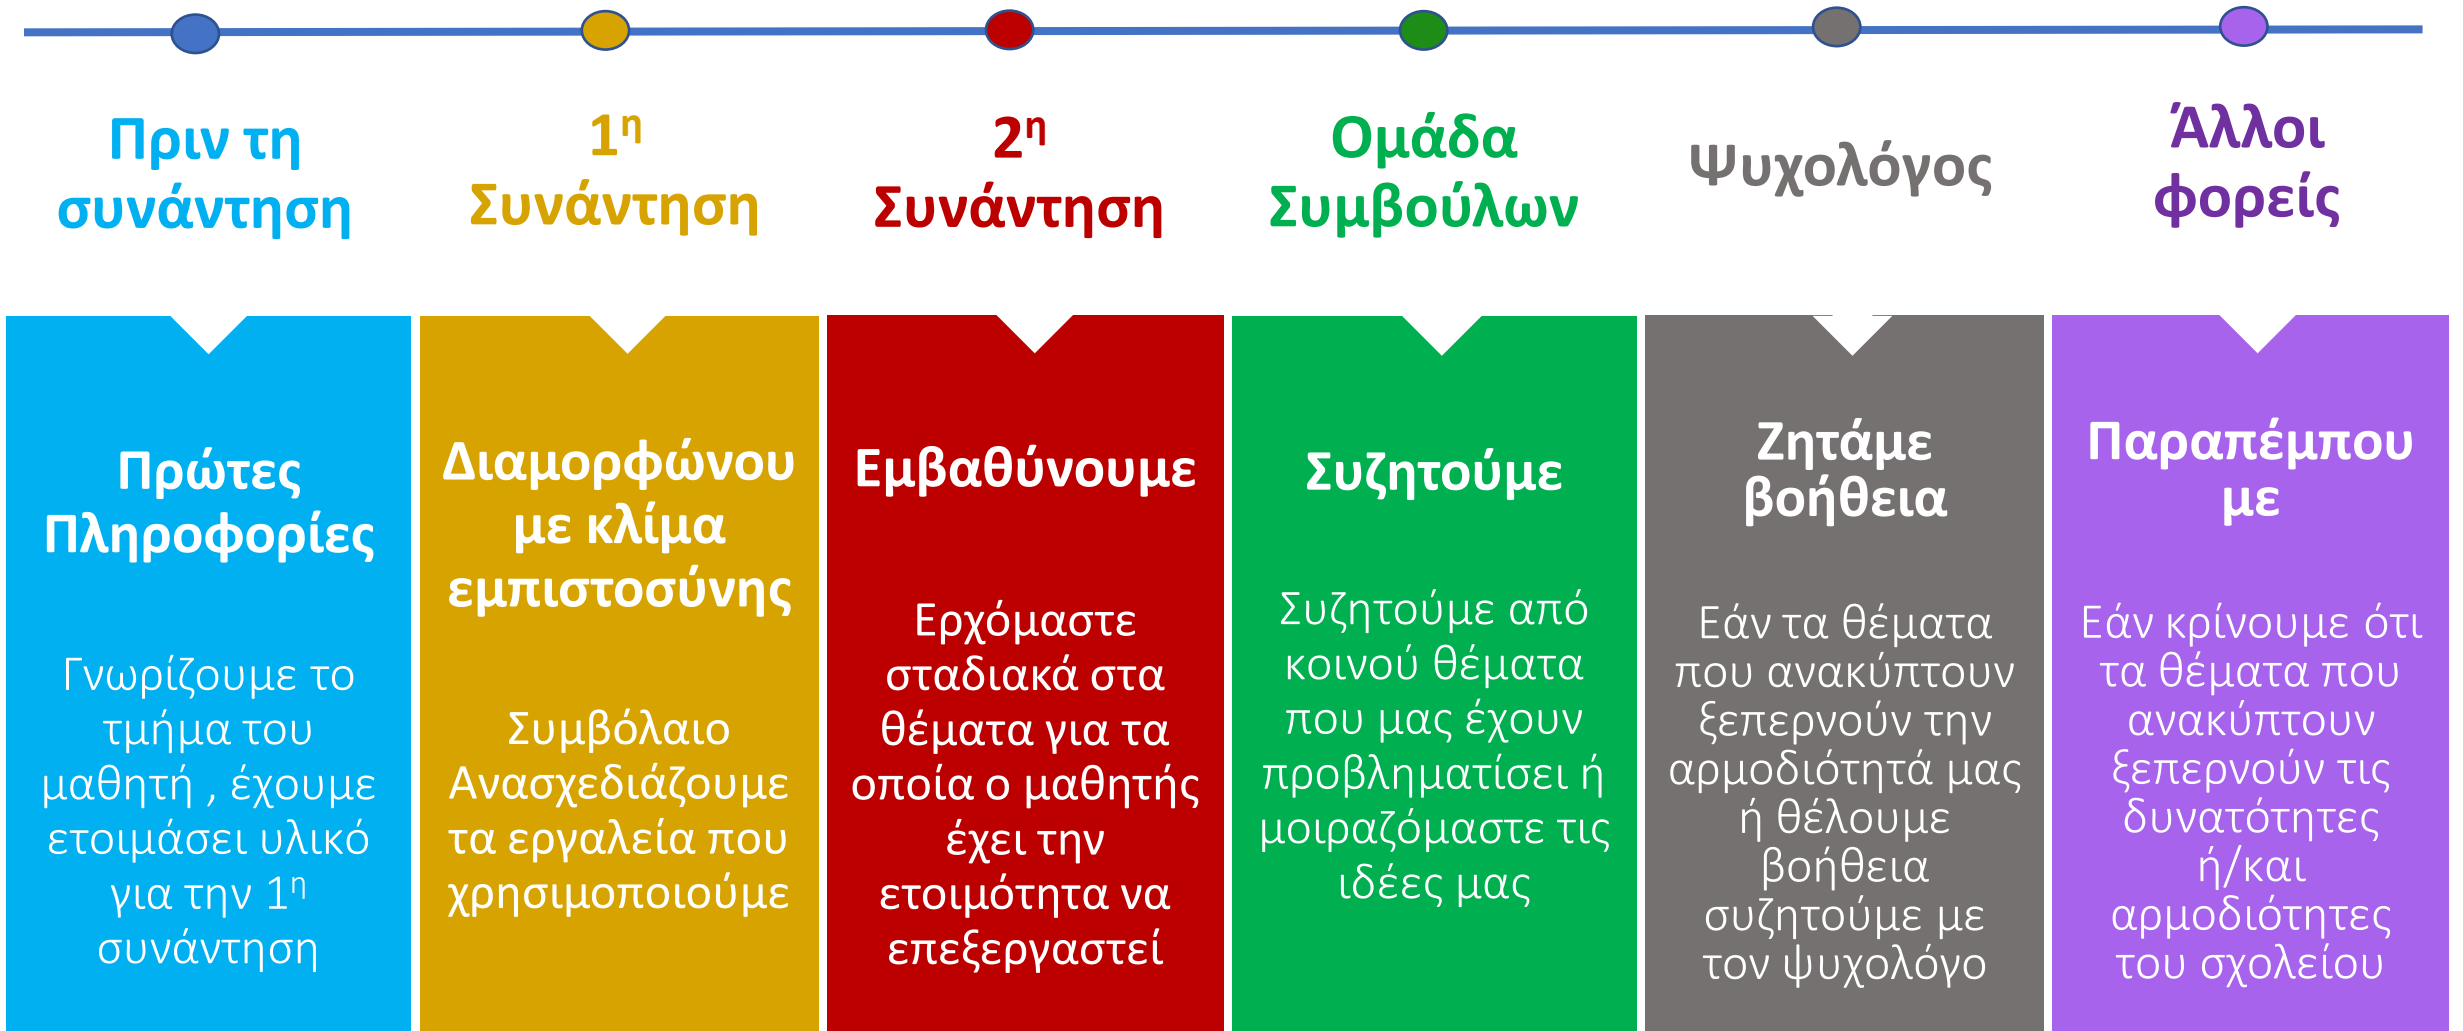 Πριν τη
συνάντηση
1η
Συνάντηση
2η
Συνάντηση
Ομάδα
Συμβούλων
Ψυχολόγος
Άλλοι
φορείς
Πρώτες
Πληροφορίες
Γνωρίζουμε το
τμήμα του
μαθητή , έχουμε
ετοιμάσει υλικό
για την 1η
συνάντηση
Διαμορφώνου
με κλίμα
εμπιστοσύνης
Συμβόλαιο
Ανασχεδιάζουμε
τα εργαλεία που
χρησιμοποιούμε
Εμβαθύνουμε
Ερχόμαστε
σταδιακά στα
θέματα για τα
οποία ο μαθητής
έχει την
ετοιμότητα να
επεξεργαστεί
Συζητούμε
Συζητούμε από
κοινού θέματα
που μας έχουν
προβληματίσει ή
μοιραζόμαστε τις
ιδέες μας
Ζητάμε
βοήθεια
Εάν τα θέματα
που ανακύπτουν
ξεπερνούν την
αρμοδιότητά μας
ή θέλουμε
βοήθεια
συζητούμε με
τον ψυχολόγο
Παραπέμπου
με
Εάν κρίνουμε ότι
τα θέματα που
ανακύπτουν
ξεπερνούν τις
δυνατότητες
ή/και
αρμοδιότητες
του σχολείου